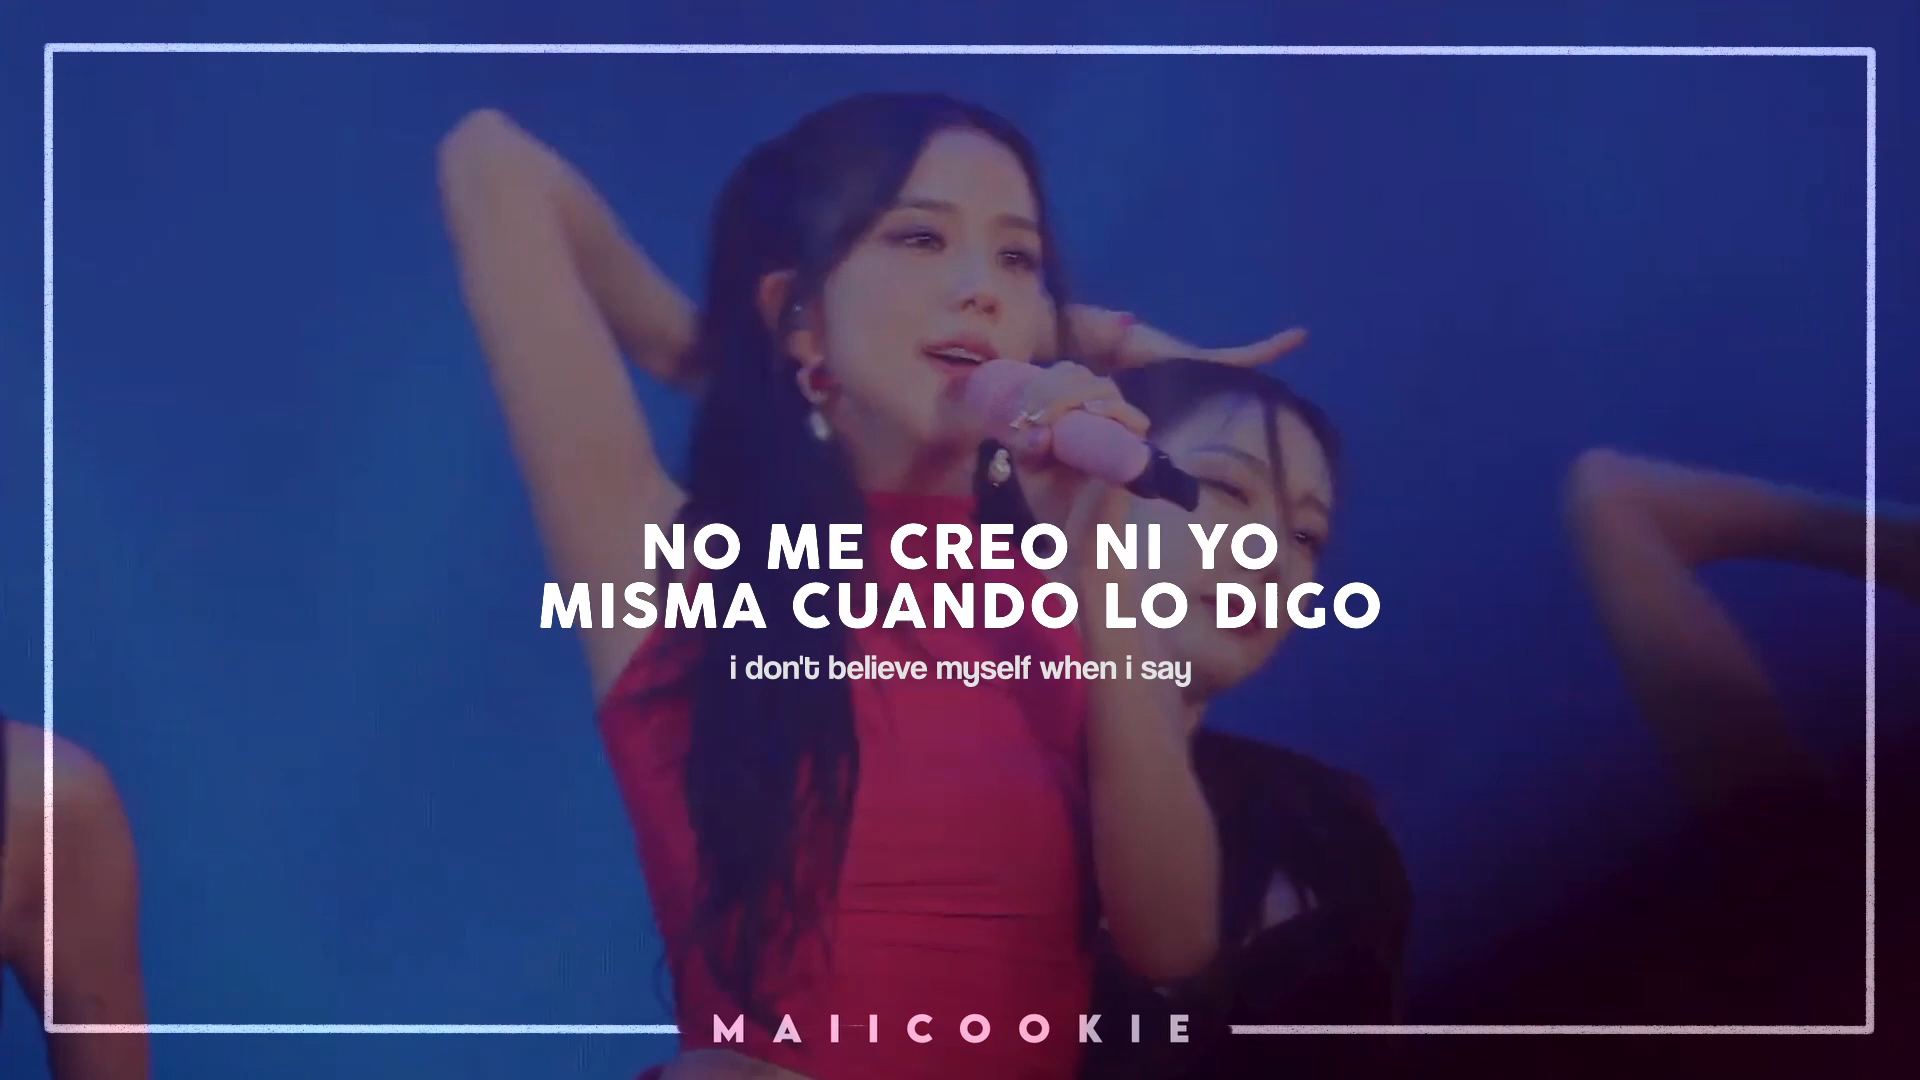 NO ME CREO NI YO
MISMA CUANDO LO DIGO
i don't believe myself when i say
MAIICOOKIE